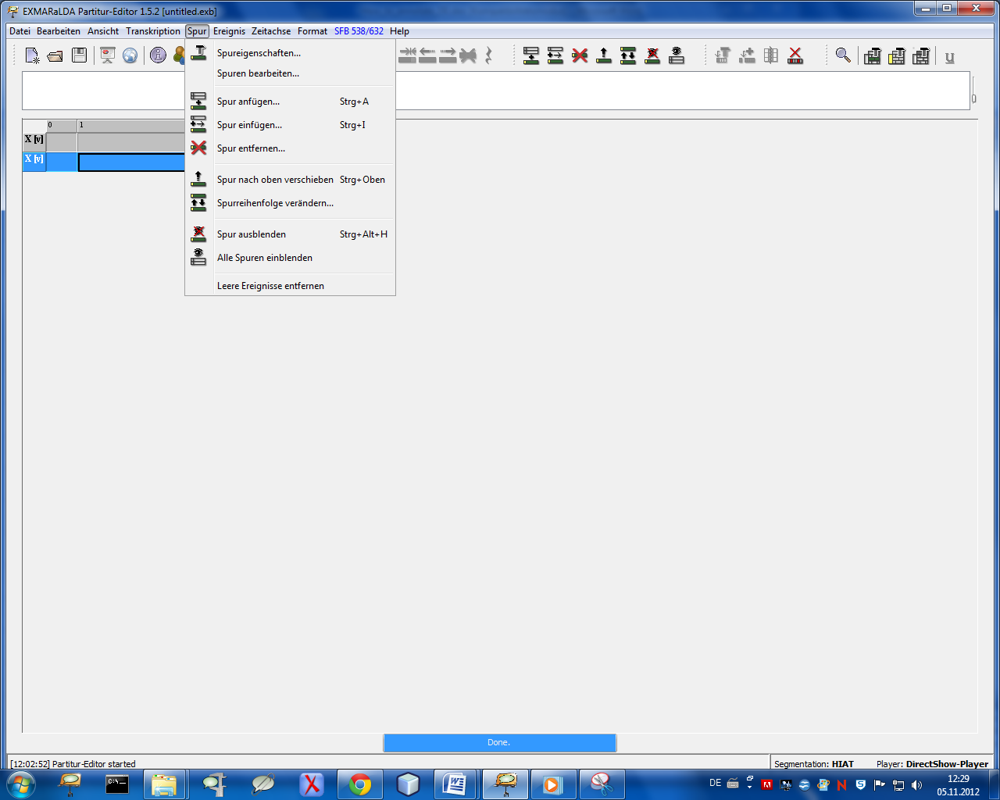 EXMARaLDA Partitur-Editor 1.5.2 [untitled.exb]
Datei Bearbeiten Ansicht Transkription Spur Ereignis Zeitachse Format SFB 538/632 Help
Spureigenschaften...
Spuren bearbeiten...
Spur anfügen... Strg+A
Spur einfügen... Strg+I
Spur entfernen...
Spur nach oben verschieben Strg+Oben
Spurreihenfolge verändern...
Spur ausblenden Strg+Alt+H
Alle Spuren einblenden
Leere Ereignisse entfernen
0 1
X [v]
X [v]
Done.
[12:02:52] Partitur-Editor started
Segmentation: HIAT Player: DirectShow-Player
DE 12:29
05.11.2012